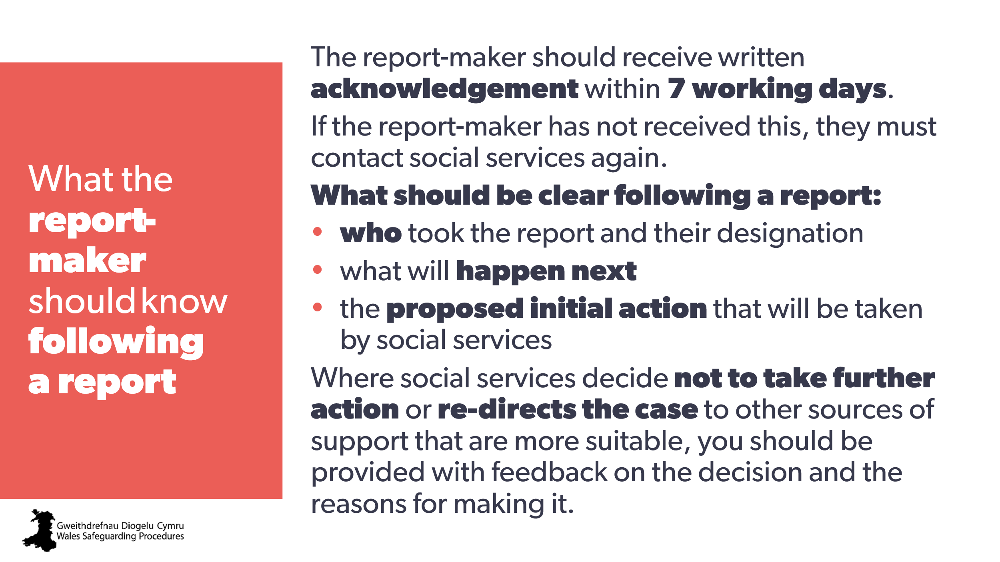 What the
report-
maker
should know
following
a report
The report-maker should receive written
acknowledgement within 7 working days.
If the report-maker has not received this, they must
contact social services again.
What should be clear following a report:
• who took the report and their designation
• what will happen next
• the proposed initial action that will be taken
by social services
Where social services decide not to take further
action or re-directs the case to other sources of
support that are more suitable, you should be
provided with feedback on the decision and the
reasons for making it.
Gweithdrefnau Diogelu Cymru
Wales Safeguarding Procedures